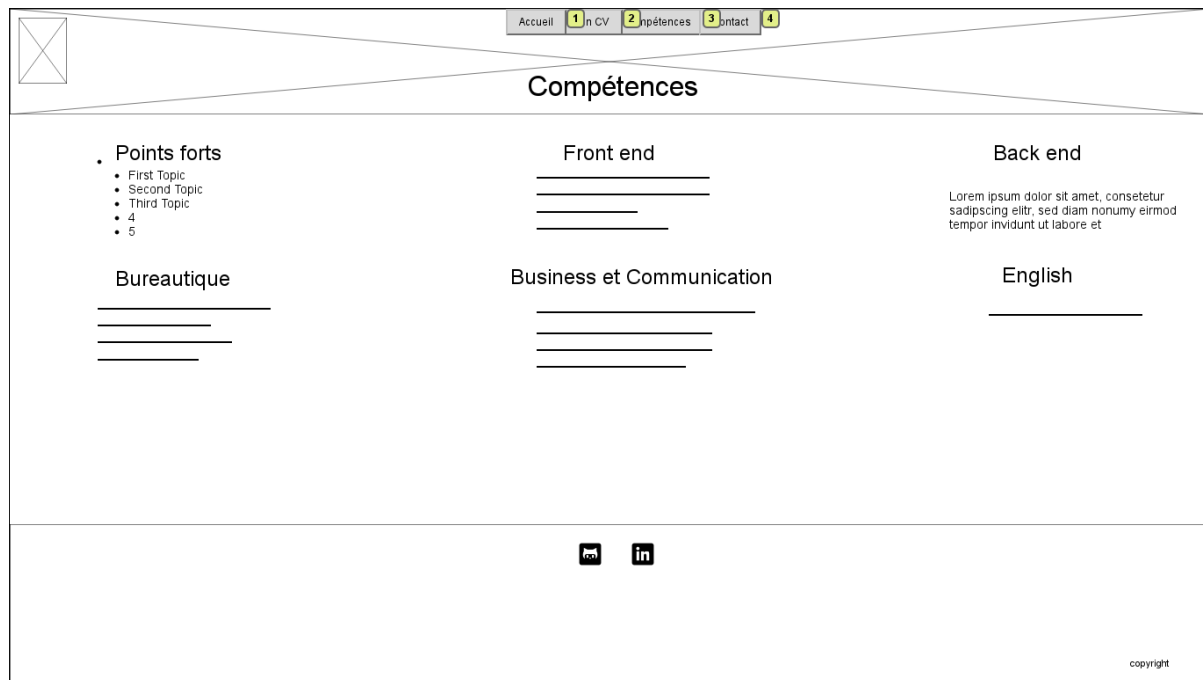 Accueil 1 n CV 2 npétences 3 ontact 4
Compétences
Points forts
First Topic
Second Topic
Third Topic
4
5
Front end
Back end
Lorem ipsum dolor sit amet, consetetur
sadipscing elitr, sed diam nonumy eirmod
tempor invidunt ut labore et
Bureautique
Business et Communication
English
in
copyright